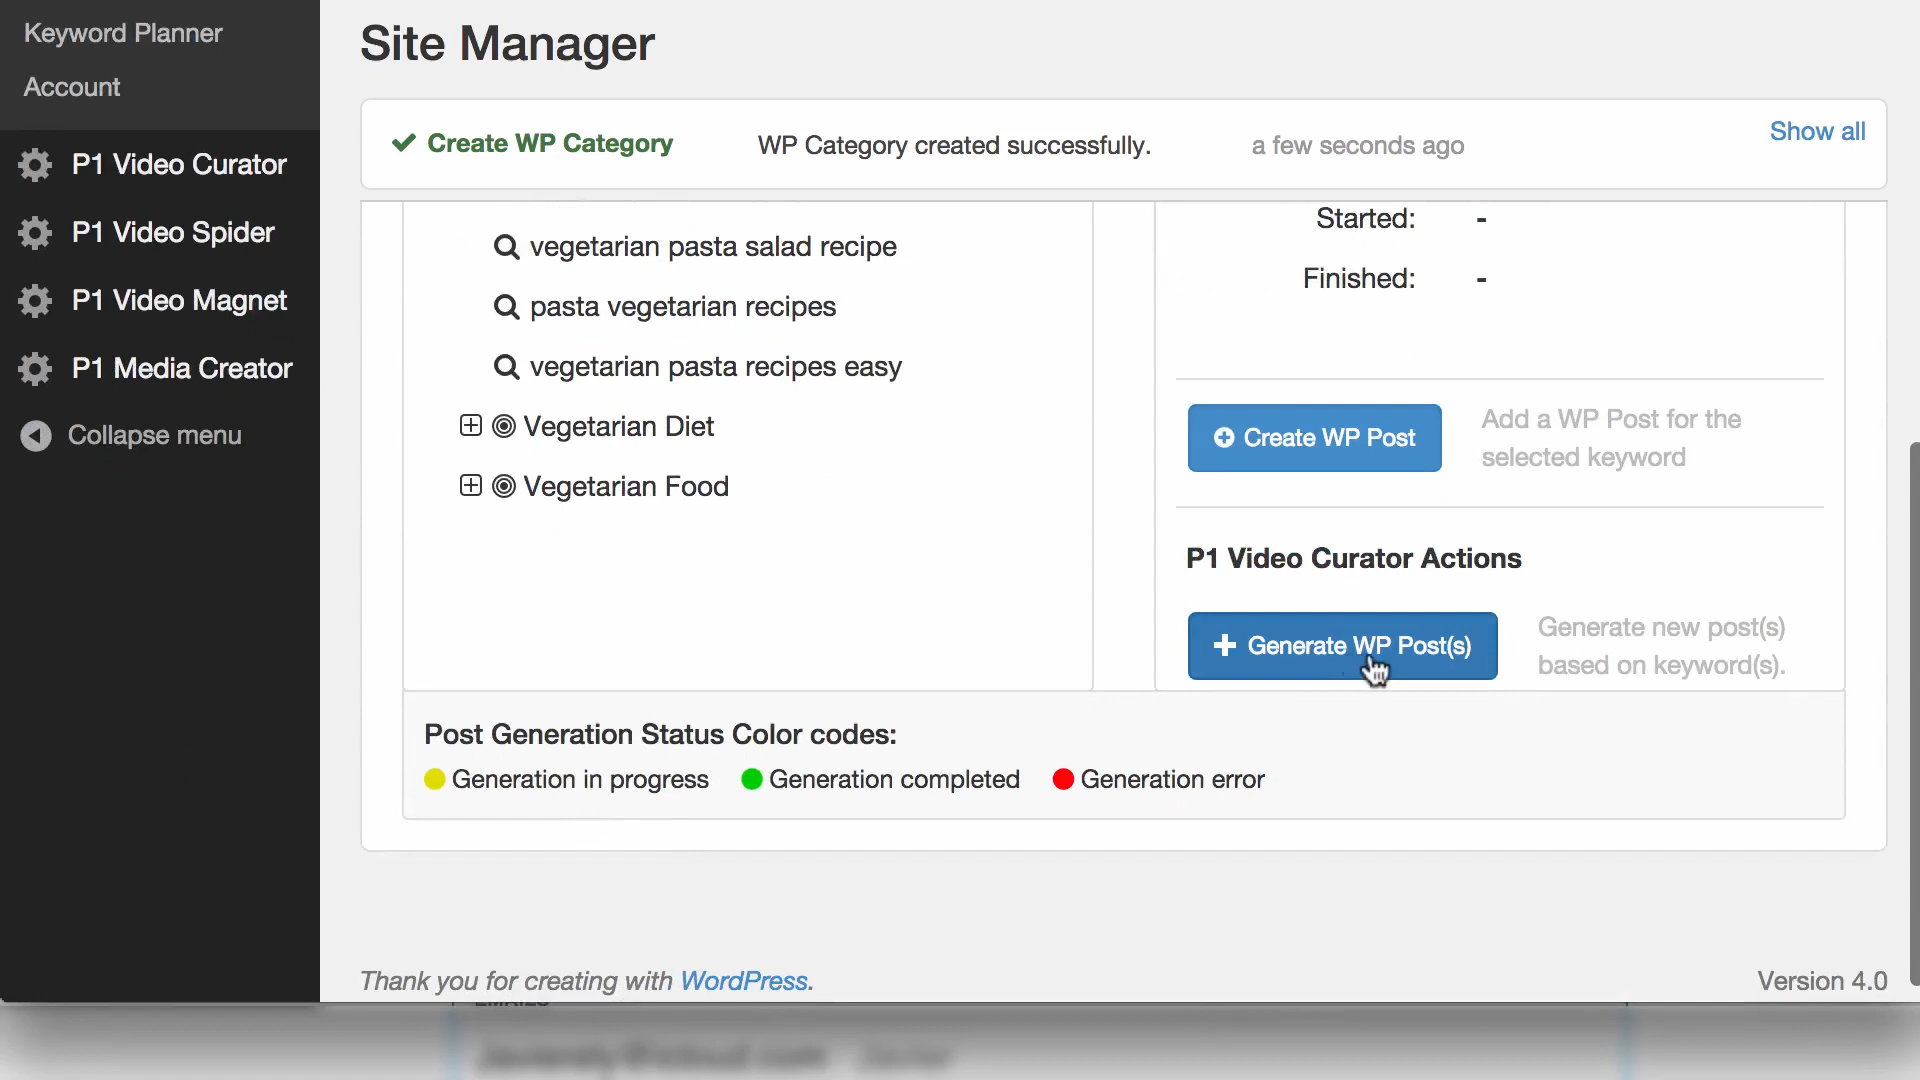 Keyword Planner
Account
P1 Video Curator
P1 Video Spider
P1 Video Magnet
P1 Media Creator
Collapse menu
Site Manager
Create WP Category
WP Category created successfully.
a few seconds ago
Show all
vegetarian pasta salad recipe
pasta vegetarian recipes
vegetarian pasta recipes easy
Vegetarian Diet
Vegetarian Food
Started: -
Finished: -
Create WP Post
Add a WP Post for the
selected keyword
P1 Video Curator Actions
Generate WP Post(s)
Generate new post(s)
based on keyword(s).
Post Generation Status Color codes:
Generation in progress
Generation completed
Generation error
Thank you for creating with WordPress.
Version 4.0